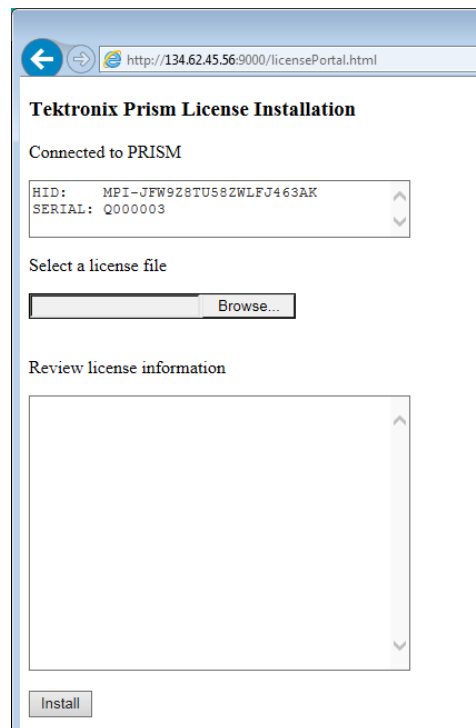 http://134.62.45.56:9000/licensePortal.html
Tektronix Prism License Installation
Connected to PRISM
HID:    MPI-JFW9Z8TU58ZWLFJ463AK
SERIAL: Q000003
Select a license file
Browse...
Review license information
Install